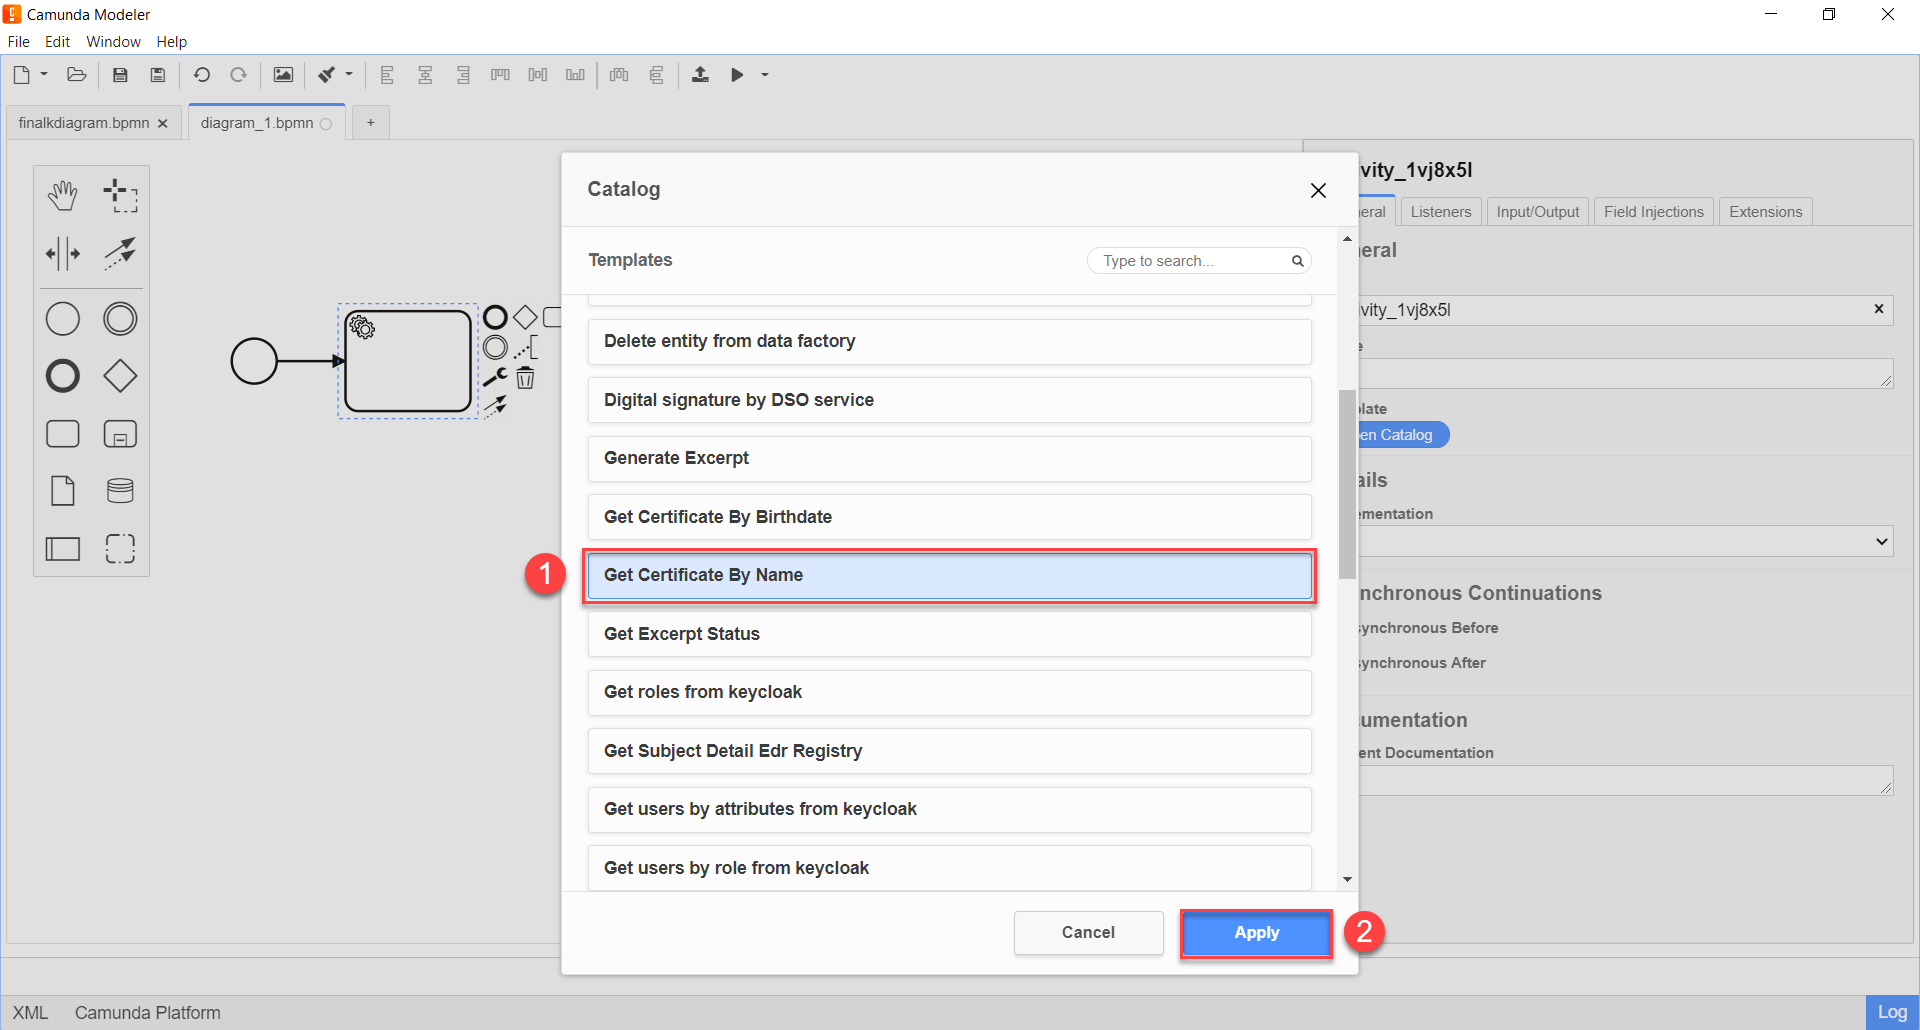 Camunda Modeler
File Edit Window Help
finalkdiagram.bpmn
diagram_1.bpmn
+
Catalog
Templates
Type to search...
Delete entity from data factory
Digital signature by DSO service
Generate Excerpt
Get Certificate By Birthdate
1
Get Certificate By Name
Get Excerpt Status
Get roles from keycloak
Get Subject Detail Edr Registry
Get users by attributes from keycloak
Get users by role from keycloak
Cancel
Apply
2
vity_1vj8x5l
eral Listeners Input/Output Field Injections Extensions
eral
vity_1vj8x5l
e
late
en Catalog
ails
ementation
nchronous Continuations
synchronous Before
synchronous After
umentation
ent Documentation
XML Camunda Platform
Log